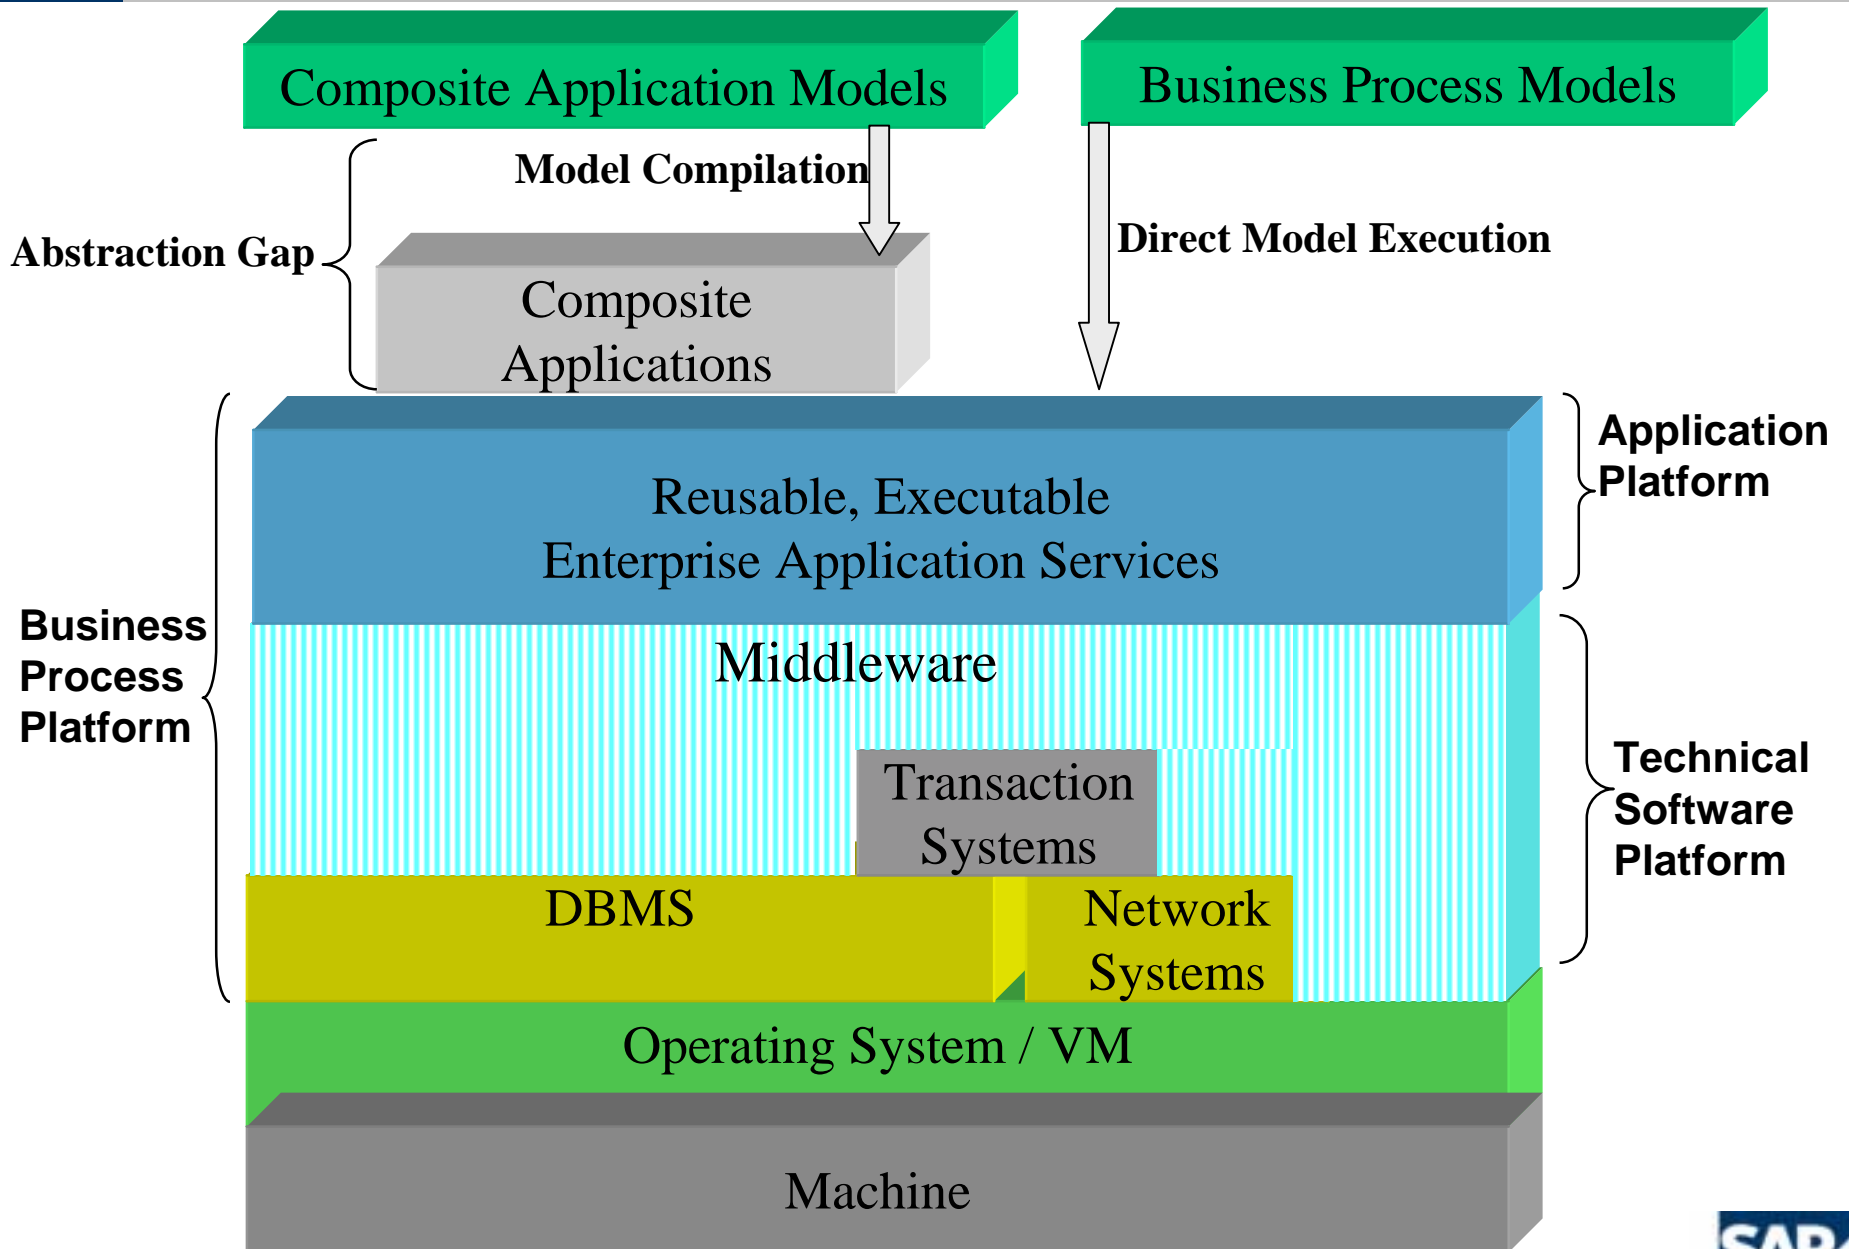 Composite Application Models
Business Process Models
Model Compilation
Abstraction Gap
Direct Model Execution
Composite
Applications
Application
Platform
Reusable, Executable
Enterprise Application Services
Business
Process
Platform
Middleware
Technical
Software
Platform
Transaction
Systems
DBMS
Network
Systems
Operating System / VM
Machine
SAP